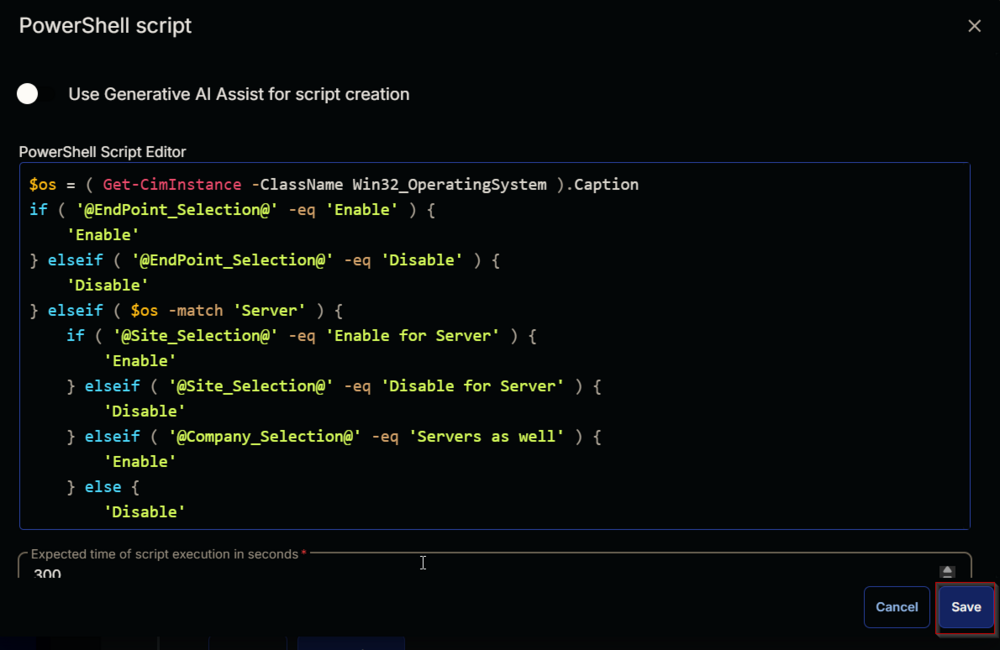 PowerShell script
Use Generative AI Assist for script creation
PowerShell Script Editor
$os = ( Get-CimInstance -ClassName Win32_OperatingSystem ).Caption
if ( '@EndPoint_Selection@' -eq 'Enable' ) {
    'Enable'
} elseif ( '@EndPoint_Selection@' -eq 'Disable' ) {
    'Disable'
} elseif ( $os -match 'Server' ) {
    if ( '@Site_Selection@' -eq 'Enable for Server' ) {
        'Enable'
    } elseif ( '@Site_Selection@' -eq 'Disable for Server' ) {
        'Disable'
    } elseif ( '@Company_Selection@' -eq 'Servers as well' ) {
        'Enable'
    } else {
        'Disable'
Expected time of script execution in seconds *
300
Cancel
Save